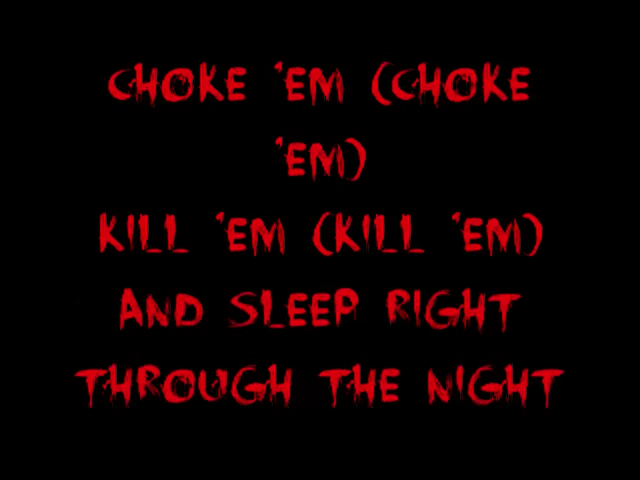 CHOKE 'EM (CHOKE
'EM)
KILL 'EM (KILL 'EM)
AND SLEEP RIGHT
THROUGH THE NIGHT